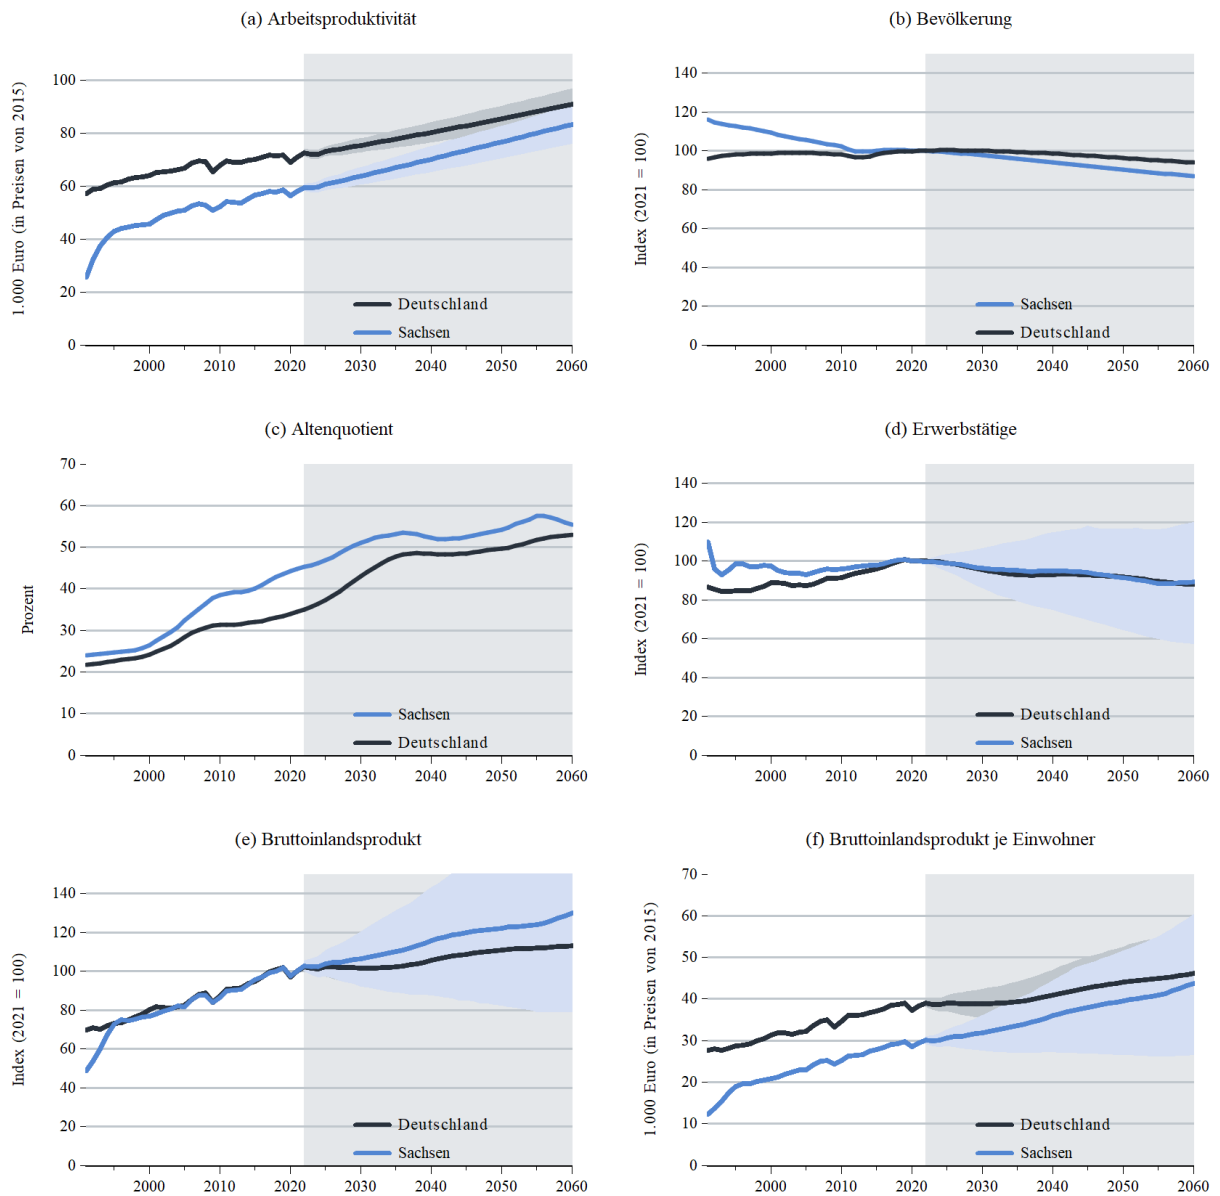 (a) Arbeitsproduktivität
1.000 Euro (in Preisen von 2015)
100
80
60
40
20
0
Deutschland
Sachsen
2000 2010 2020 2030 2040 2050 2060
(b) Bevölkerung
Index (2021 = 100)
140
120
100
80
60
40
20
0
Sachsen
Deutschland
2000 2010 2020 2030 2040 2050 2060
(c) Altenquotient
Prozent
70
60
50
40
30
20
10
0
Sachsen
Deutschland
2000 2010 2020 2030 2040 2050 2060
(d) Erwerbstätige
Index (2021 = 100)
140
120
100
80
60
40
20
0
Deutschland
Sachsen
2000 2010 2020 2030 2040 2050 2060
(e) Bruttoinlandsprodukt
Index (2021 = 100)
140
120
100
80
60
40
20
0
Deutschland
Sachsen
2000 2010 2020 2030 2040 2050 2060
(f) Bruttoinlandsprodukt je Einwohner
1.000 Euro (in Preisen von 2015)
70
60
50
40
30
20
10
0
Deutschland
Sachsen
2000 2010 2020 2030 2040 2050 2060